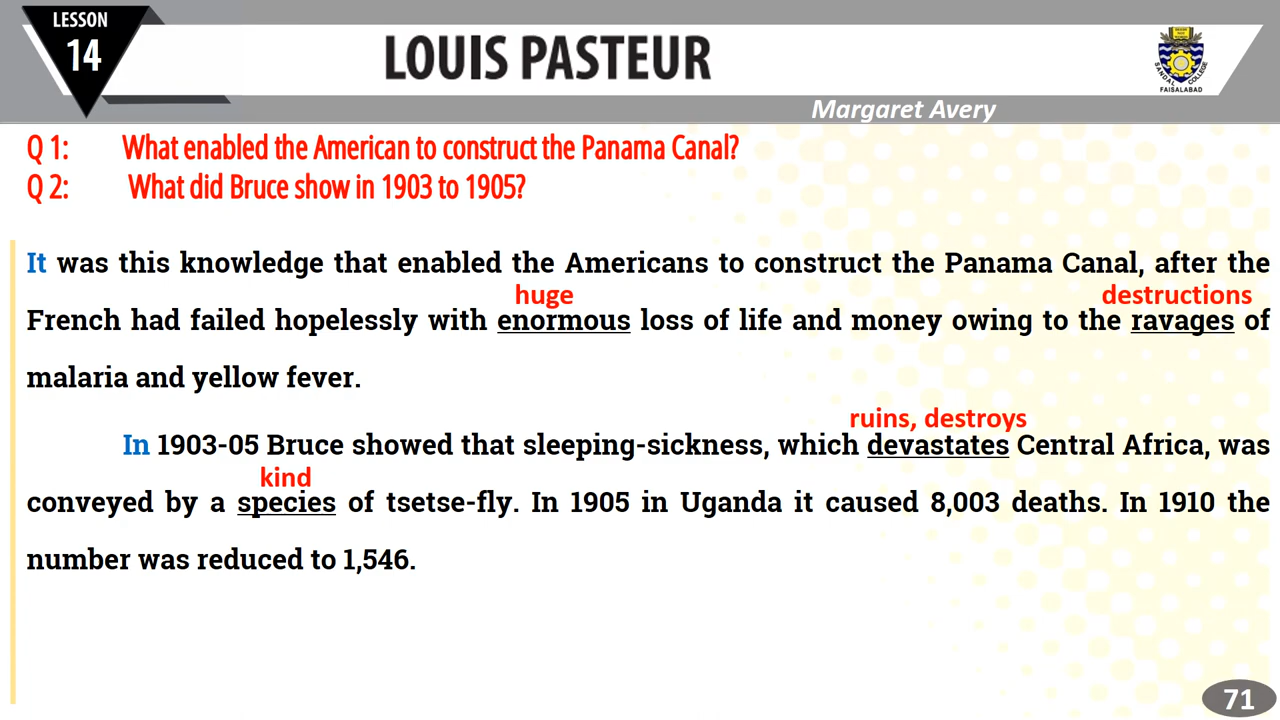 LESSON
14
LOUIS PASTEUR
SANDAL COLLEGE
FAISALABAD
Margaret Avery
Q 1: What enabled the American to construct the Panama Canal?
Q 2: What did Bruce show in 1903 to 1905?
It was this knowledge that enabled the Americans to construct the Panama Canal, after the
huge destructions
French had failed hopelessly with enormous loss of life and money owing to the ravages of
malaria and yellow fever.
ruins, destroys
In 1903-05 Bruce showed that sleeping-sickness, which devastates Central Africa, was
kind
conveyed by a species of tsetse-fly. In 1905 in Uganda it caused 8,003 deaths. In 1910 the
number was reduced to 1,546.
71